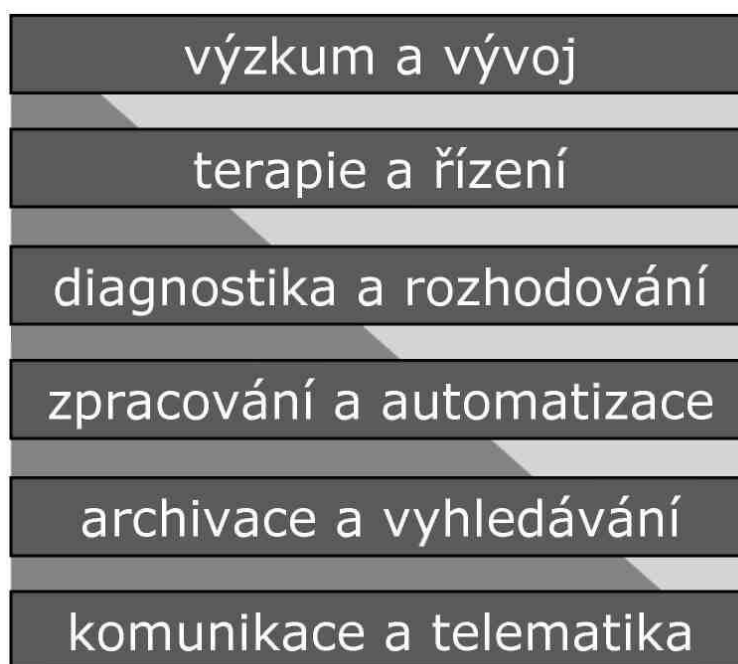 výzkum a vývoj
terapie a řízení
diagnostika a rozhodování
zpracování a automatizace
archivace a vyhledávání
komunikace a telematika